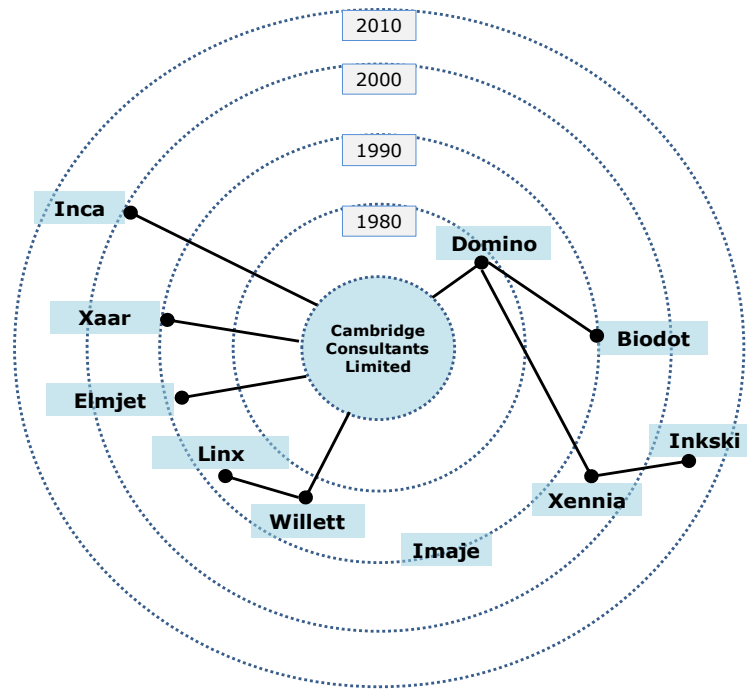 2010
2000
1990
1980
Inca
Domino
Xaar
Cambridge
Consultants
Limited
Biodot
Elmjet
Linx
Inkski
Willett
Xennia
Imaje